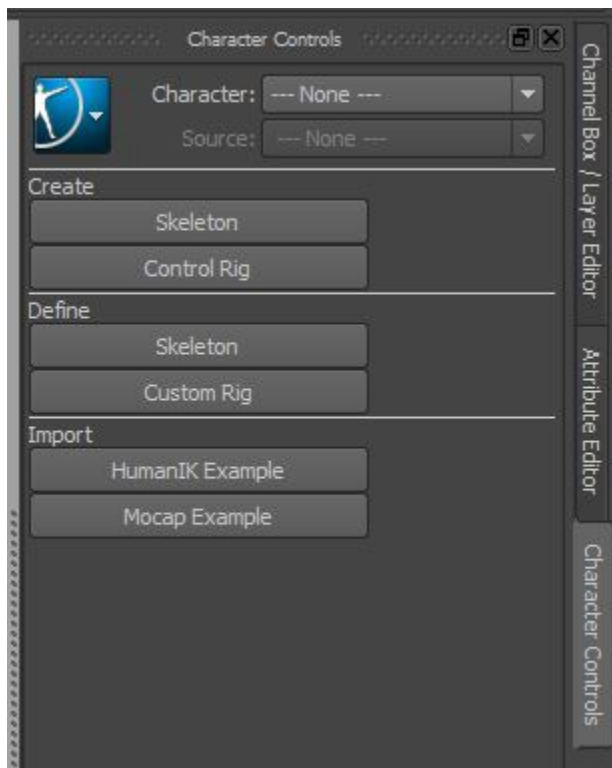 Character Controls
Character: --- None ---
Source: --- None ---
Create
Skeleton
Control Rig
Define
Skeleton
Custom Rig
Import
HumanIK Example
Mocap Example
Channel Box / Layer Editor
Attribute Editor
Character Controls